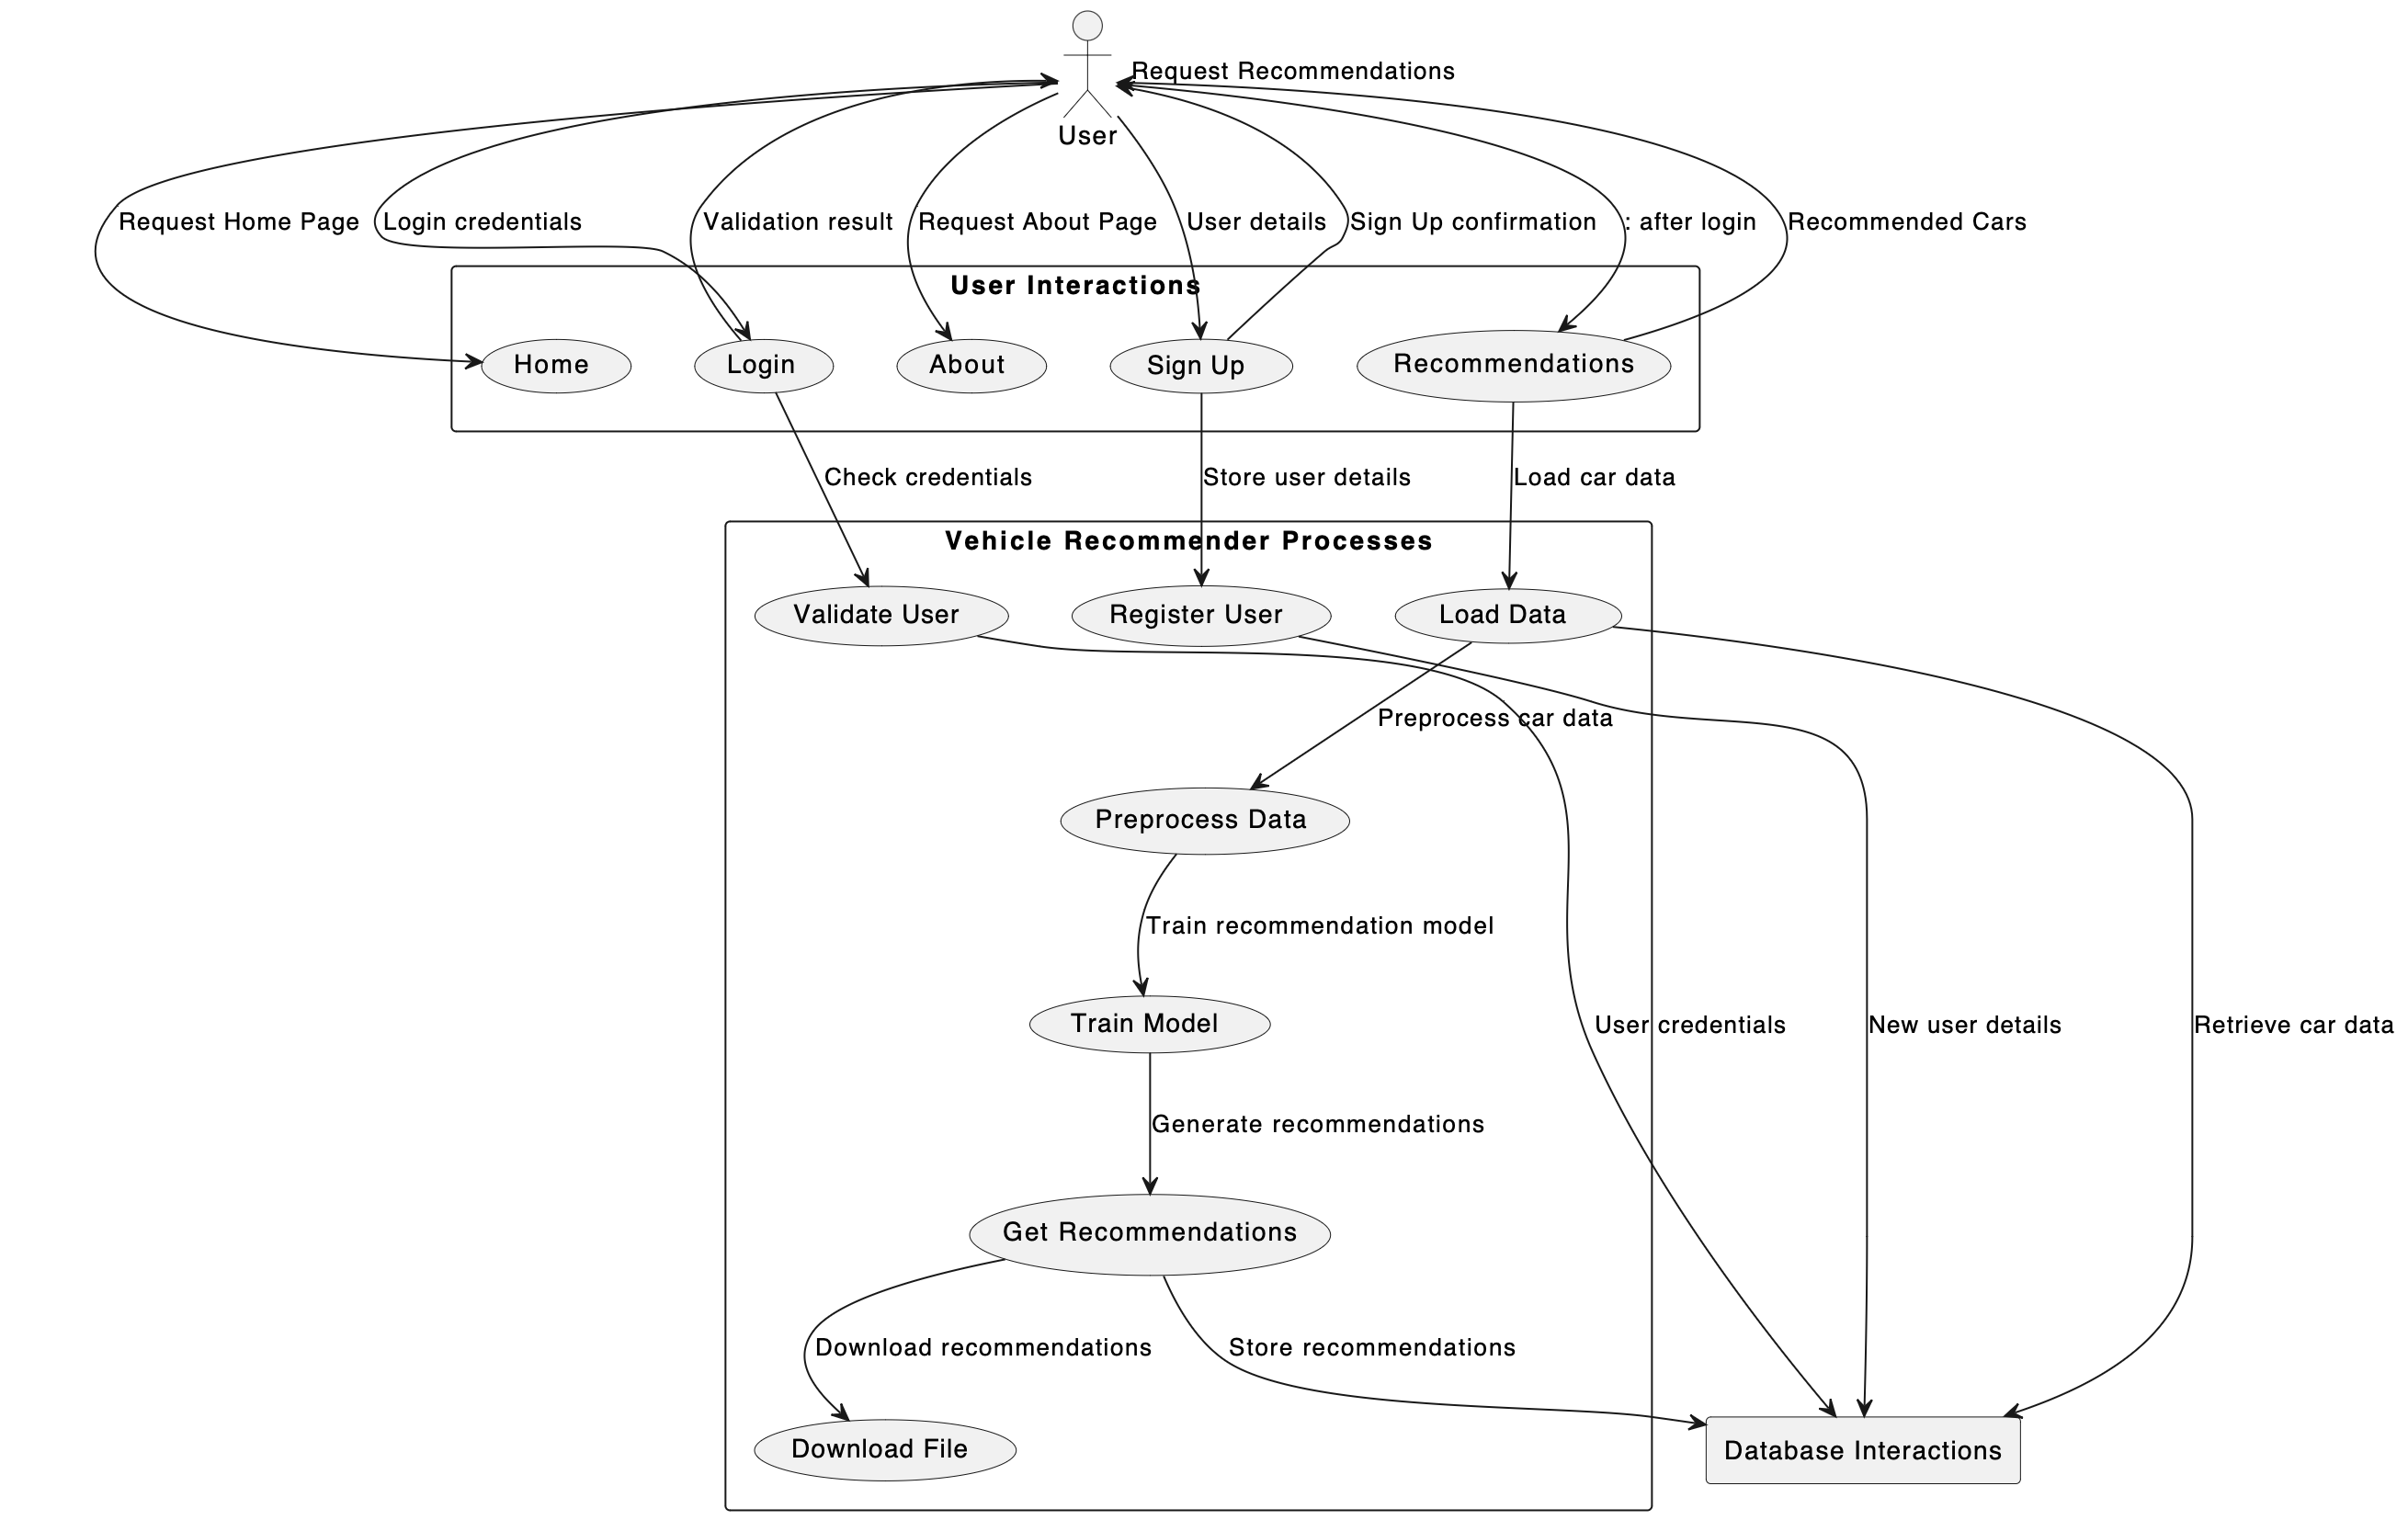 Request Recommendations
User
Request Home Page
Login credentials
Validation result
Request About Page
User details
Sign Up confirmation
: after login
Recommended Cars
User Interactions
Home
Login
About
Sign Up
Recommendations
Check credentials
Store user details
Load car data
Vehicle Recommender Processes
Validate User
Register User
Load Data
Preprocess car data
Preprocess Data
Train recommendation model
Train Model
User credentials
New user details
Retrieve car data
Generate recommendations
Get Recommendations
Download recommendations
Store recommendations
Download File
Database Interactions